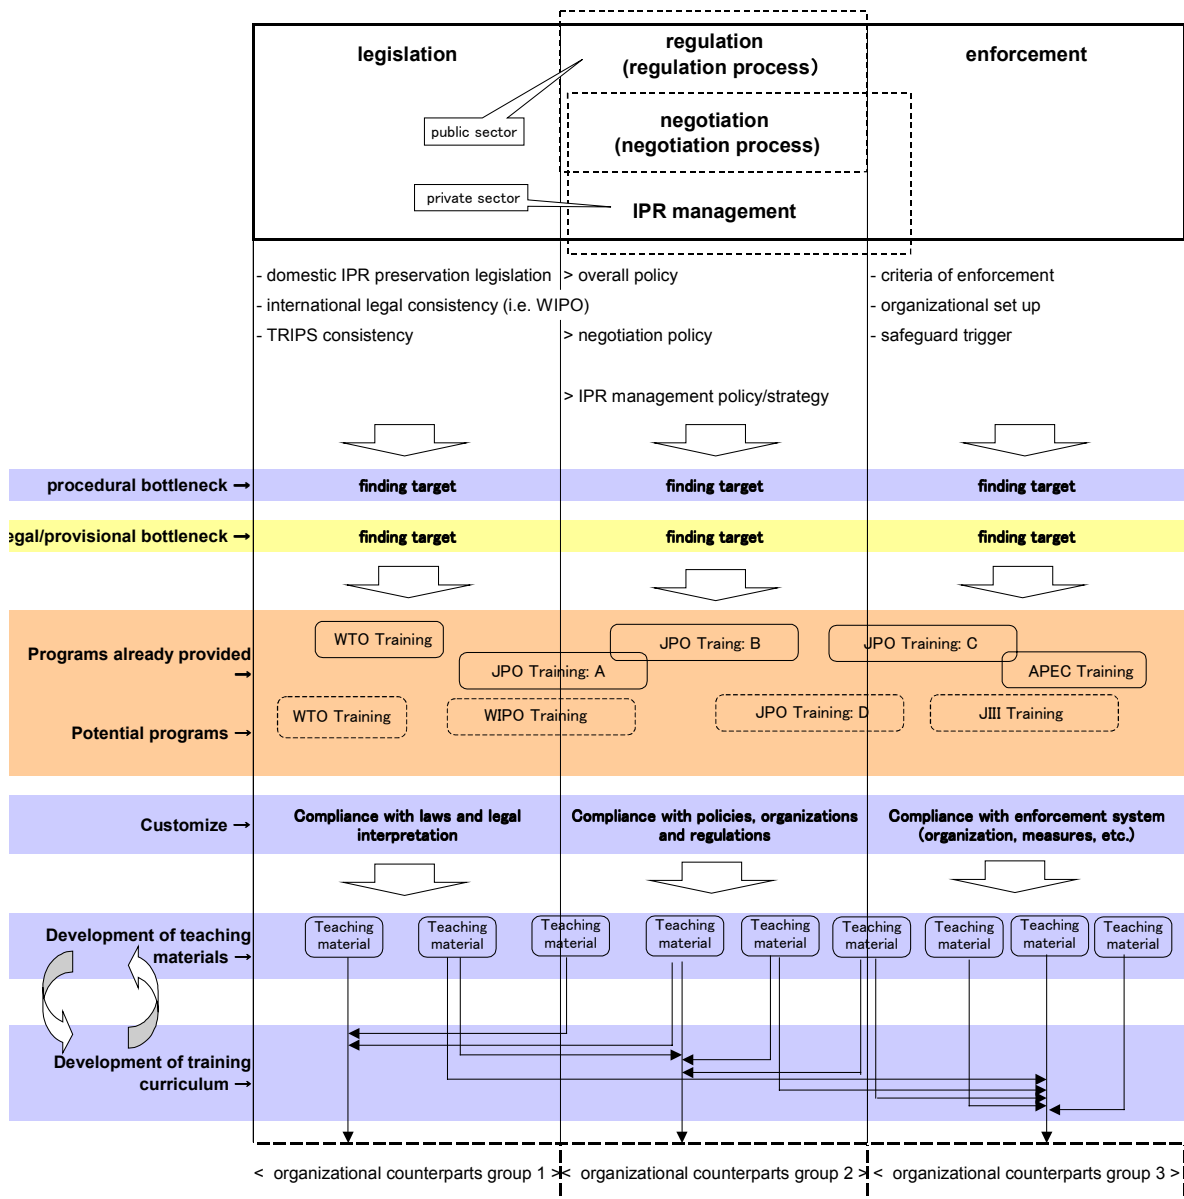 legislation
regulation
(regulation process)
enforcement
public sector
negotiation
(negotiation process)
private sector
IPR management
- domestic IPR preservation legislation
> overall policy
- criteria of enforcement
- international legal consistency (i.e. WIPO)
- organizational set up
- TRIPS consistency
> negotiation policy
- safeguard trigger
> IPR management policy/strategy
procedural bottleneck →
finding target
finding target
finding target
egal/provisional bottleneck →
finding target
finding target
finding target
Programs already provided
→
WTO Training
JPO Traing: B
JPO Training: C
JPO Training: A
APEC Training
Potential programs →
WTO Training
WIPO Training
JPO Training: D
JIII Training
Customize →
Compliance with laws and legal
interpretation
Compliance with policies, organizations
and regulations
Compliance with enforcement system
(organization, measures, etc.)
Development of teaching
materials →
Teaching
material
Teaching
material
Teaching
material
Teaching
material
Teaching
material
Teaching
material
Teaching
material
Teaching
material
Teaching
material
Development of training
curriculum →
< organizational counterparts group 1 >
< organizational counterparts group 2 >
< organizational counterparts group 3 >